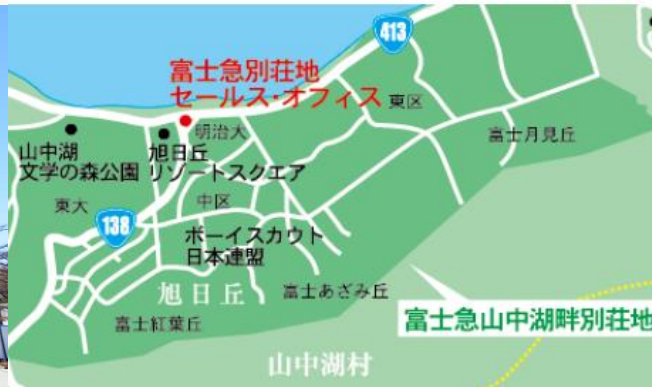 413
富士急別荘地
セールス・オフィス
東区
明治大
富士月見丘
山中湖
文学の森公園
旭日丘
リゾートスクエア
東大
中区
138
ボーイスカウト
日本連盟
旭日丘
富士あざみ丘
富士急山中湖畔別荘地
富士紅葉丘
山中湖村